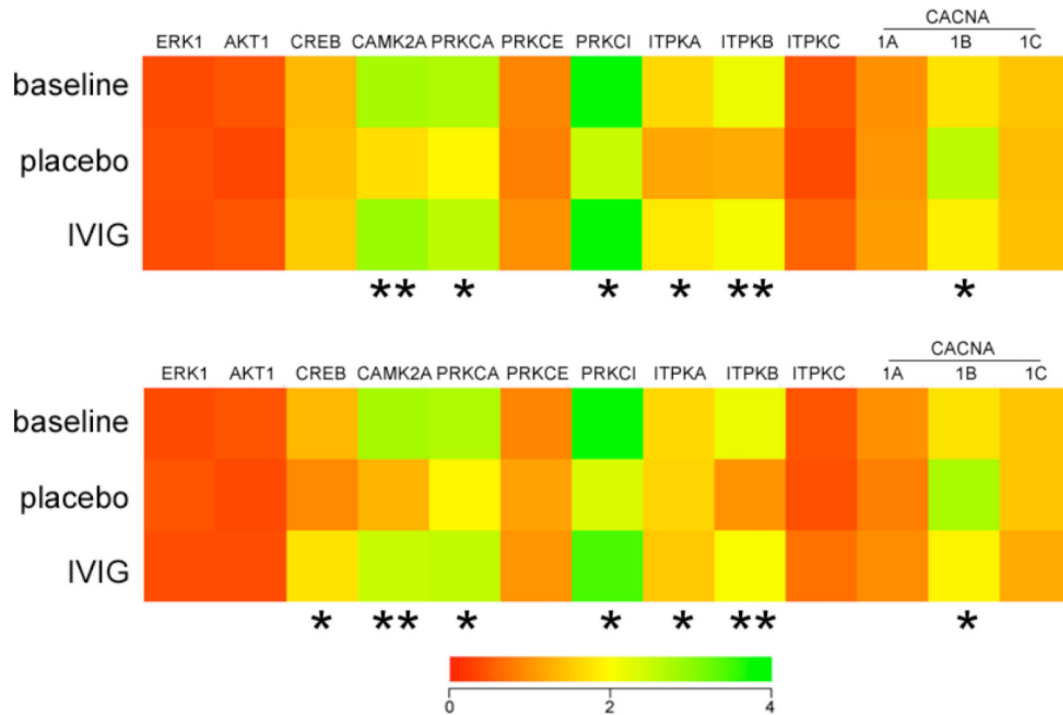 CACNA
ERK1 AKT1 CREB CAMK2A PRKCA PRKCE PRKCI ITPKA ITPKB ITPKC 1A 1B 1C
baseline
placebo
IVIG
** * * * ** *
CACNA
ERK1 AKT1 CREB CAMK2A PRKCA PRKCE PRKCI ITPKA ITPKB ITPKC 1A 1B 1C
baseline
placebo
IVIG
* ** * * * ** *
0 2 4